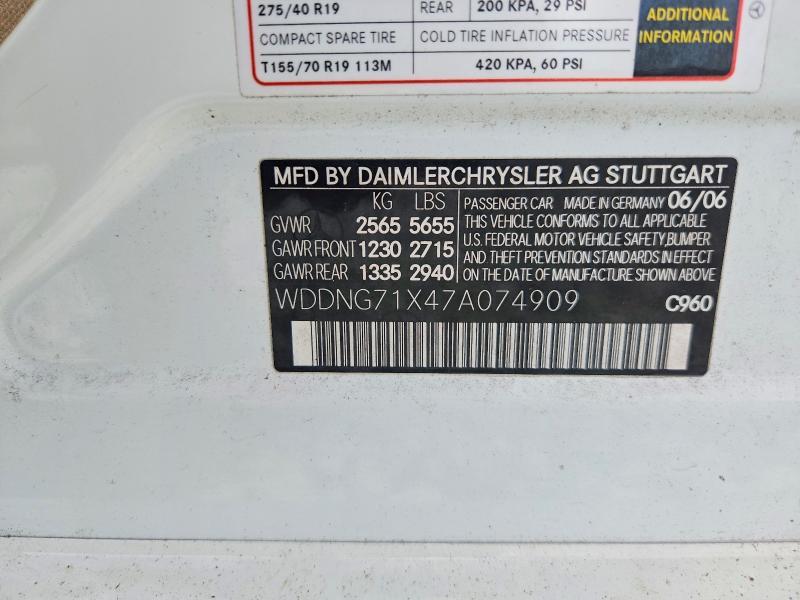 275/40 R19 REAR 200 KPA, 29 PSI
ADDITIONAL
INFORMATION
COMPACT SPARE TIRE COLD TIRE INFLATION PRESSURE
T155/70 R19 113M 420 KPA, 60 PSI
MFD BY DAIMLERCHRYSLER AG STUTTGART
KG LBS
GVWR 2565 5655
GAWR FRONT 1230 2715
GAWR REAR 1335 2940
PASSENGER CAR MADE IN GERMANY 06/06
THIS VEHICLE CONFORMS TO ALL APPLICABLE
U.S. FEDERAL MOTOR VEHICLE SAFETY, BUMPER
AND THEFT PREVENTION STANDARDS IN EFFECT
ON THE DATE OF MANUFACTURE SHOWN ABOVE
WDDNG71X47A074909 C960